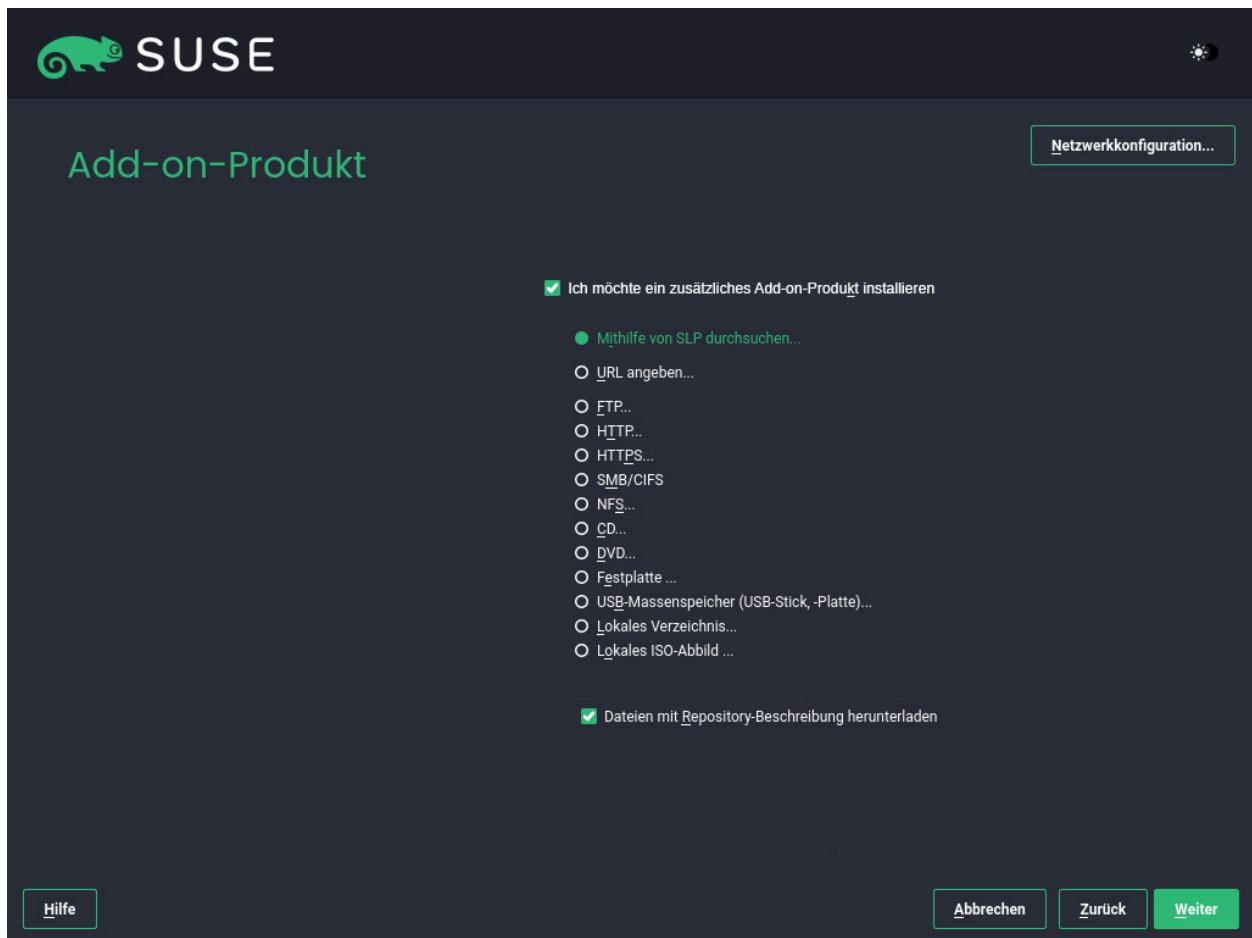 SUSE
Netzwerkkonfiguration...
Add-on-Produkt
Ich möchte ein zusätzliches Add-on-Produkt installieren
Mithilfe von SLP durchsuchen...
URL angeben...
FTP...
HTTP...
HTTPS...
SMB/CIFS
NFS...
CD...
DVD...
Festplatte ...
USB-Massenspeicher (USB-Stick, -Platte)...
Lokales Verzeichnis...
Lokales ISO-Abbild ...
Dateien mit Repository-Beschreibung herunterladen
Hilfe
Abbrechen
Zurück
Weiter